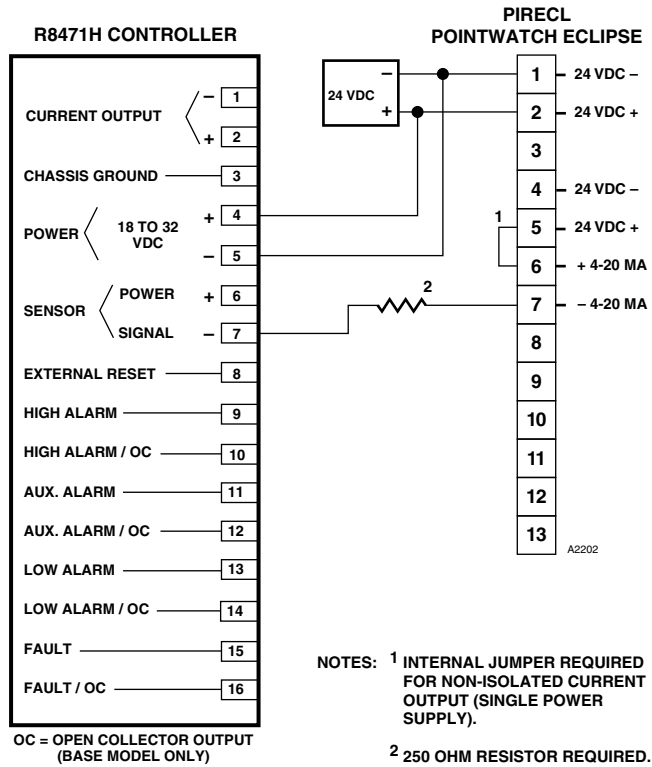 R8471H CONTROLLER
CURRENT OUTPUT
– 1
+ 2
CHASSIS GROUND 3
POWER
18 TO 32
VDC
+ 4
– 5
SENSOR
POWER + 6
SIGNAL – 7
EXTERNAL RESET 8
HIGH ALARM 9
HIGH ALARM / OC 10
AUX. ALARM 11
AUX. ALARM / OC 12
LOW ALARM 13
LOW ALARM / OC 14
FAULT 15
FAULT / OC 16
OC = OPEN COLLECTOR OUTPUT
(BASE MODEL ONLY)
24 VDC
–
+
2
PIRECL
POINTWATCH ECLIPSE
1 24 VDC –
2 24 VDC +
3
4 24 VDC –
1
5 24 VDC +
6 + 4-20 MA
7 – 4-20 MA
8
9
10
11
12
13
A2202
NOTES: 1 INTERNAL JUMPER REQUIRED
FOR NON-ISOLATED CURRENT
OUTPUT (SINGLE POWER
SUPPLY).
2 250 OHM RESISTOR REQUIRED.